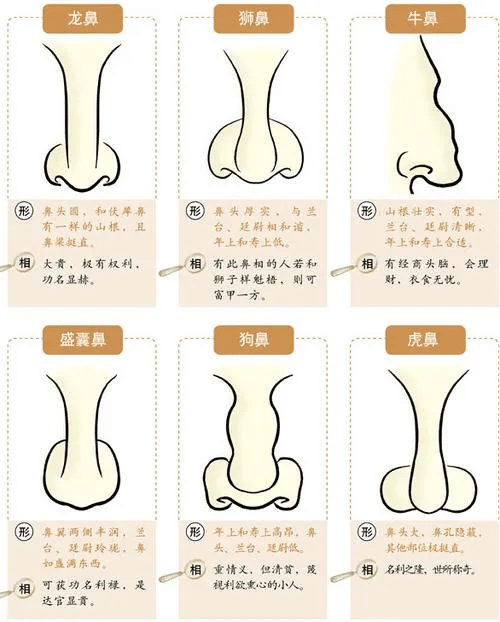 龙鼻
狮鼻
牛鼻
形
鼻头圆，和伏犀鼻
有一样的山根，且
鼻梁挺直。
相
大贵，极有权利，
功名显赫。
形
鼻头厚实，与兰
台、廷尉相和谐，
年上和寿上低。
相
有此鼻相的人若和
狮子样魁梧，则可
富甲一方。
形
山根壮实，有型，
兰台、廷尉清晰，
年上和寿上合适。
相
有经商头脑，会理
财，衣食无忧。
盛囊鼻
狗鼻
虎鼻
形
鼻翼两侧丰润，兰
台、廷尉玲珑，鼻
如盛满东西。
相
可获功名利禄，是
达官显贵。
形
年上和寿上高昂，鼻
头、兰台、廷尉低。
相
重情义，但清贫，蔑
视利欲熏心的小人。
形
鼻头大，鼻孔隐蔽，
其他部位极挺直。
相
名利之隆，世所称奇。